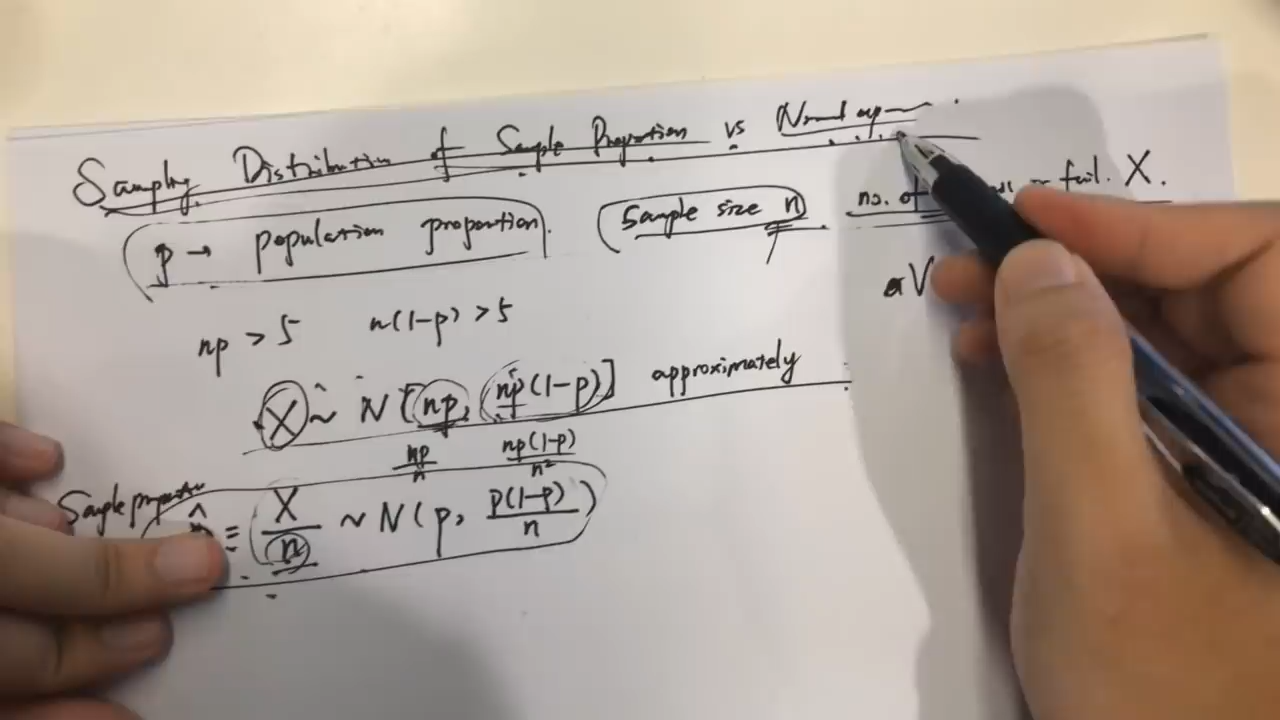 Sampling Distribution of Sample Proportion vs Normal
p → population proportion. Sample size n no. of fail. X.
np > 5 n(1-p) > 5
X ~ N [np, np(1-p)] approximately
np/n np(1-p)/n²
Sample
p̂ ≡ X/n ~ N(p, p(1-p)/n)